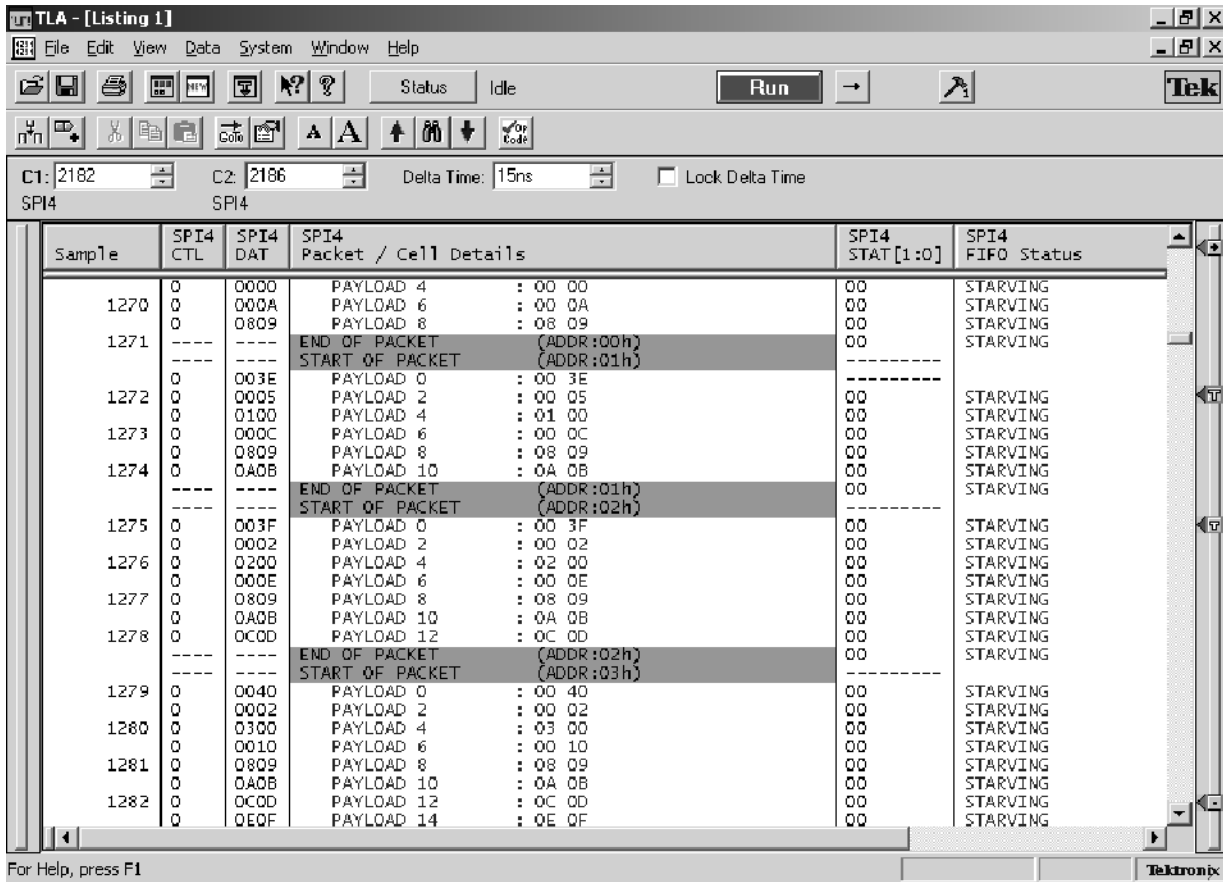 TLA - [Listing 1]
File Edit View Data System Window Help
Status Idle Run Tek
GoTo A A Op Code
C1: 2182 C2: 2186 Delta Time: 15ns Lock Delta Time
SPI4 SPI4
SPI4 SPI4 SPI4 SPI4 SPI4
Sample CTL DAT Packet / Cell Details STAT[1:0] FIFO Status
0 0000 PAYLOAD 4 : 00 00 00 STARVING
1270 0 000A PAYLOAD 6 : 00 0A 00 STARVING
0 0809 PAYLOAD 8 : 08 09 00 STARVING
1271 ---- ---- END OF PACKET (ADDR:00h) 00 STARVING
---- ---- START OF PACKET (ADDR:01h) ---------
0 003E PAYLOAD 0 : 00 3E ---------
1272 0 0005 PAYLOAD 2 : 00 05 00 STARVING
0 0100 PAYLOAD 4 : 01 00 00 STARVING
1273 0 000C PAYLOAD 6 : 00 0C 00 STARVING
0 0809 PAYLOAD 8 : 08 09 00 STARVING
1274 0 0A0B PAYLOAD 10 : 0A 0B 00 STARVING
---- ---- END OF PACKET (ADDR:01h) 00 STARVING
---- ---- START OF PACKET (ADDR:02h) ---------
1275 0 003F PAYLOAD 0 : 00 3F 00 STARVING
0 0002 PAYLOAD 2 : 00 02 00 STARVING
1276 0 0200 PAYLOAD 4 : 02 00 00 STARVING
0 000E PAYLOAD 6 : 00 0E 00 STARVING
1277 0 0809 PAYLOAD 8 : 08 09 00 STARVING
0 0A0B PAYLOAD 10 : 0A 0B 00 STARVING
1278 0 0C0D PAYLOAD 12 : 0C 0D 00 STARVING
---- ---- END OF PACKET (ADDR:02h) 00 STARVING
---- ---- START OF PACKET (ADDR:03h) ---------
1279 0 0040 PAYLOAD 0 : 00 40 00 STARVING
0 0002 PAYLOAD 2 : 00 02 00 STARVING
1280 0 0300 PAYLOAD 4 : 03 00 00 STARVING
0 0010 PAYLOAD 6 : 00 10 00 STARVING
1281 0 0809 PAYLOAD 8 : 08 09 00 STARVING
0 0A0B PAYLOAD 10 : 0A 0B 00 STARVING
1282 0 0C0D PAYLOAD 12 : 0C 0D 00 STARVING
0 0E0F PAYLOAD 14 : 0E 0F 00 STARVING
For Help, press F1 Tektronix